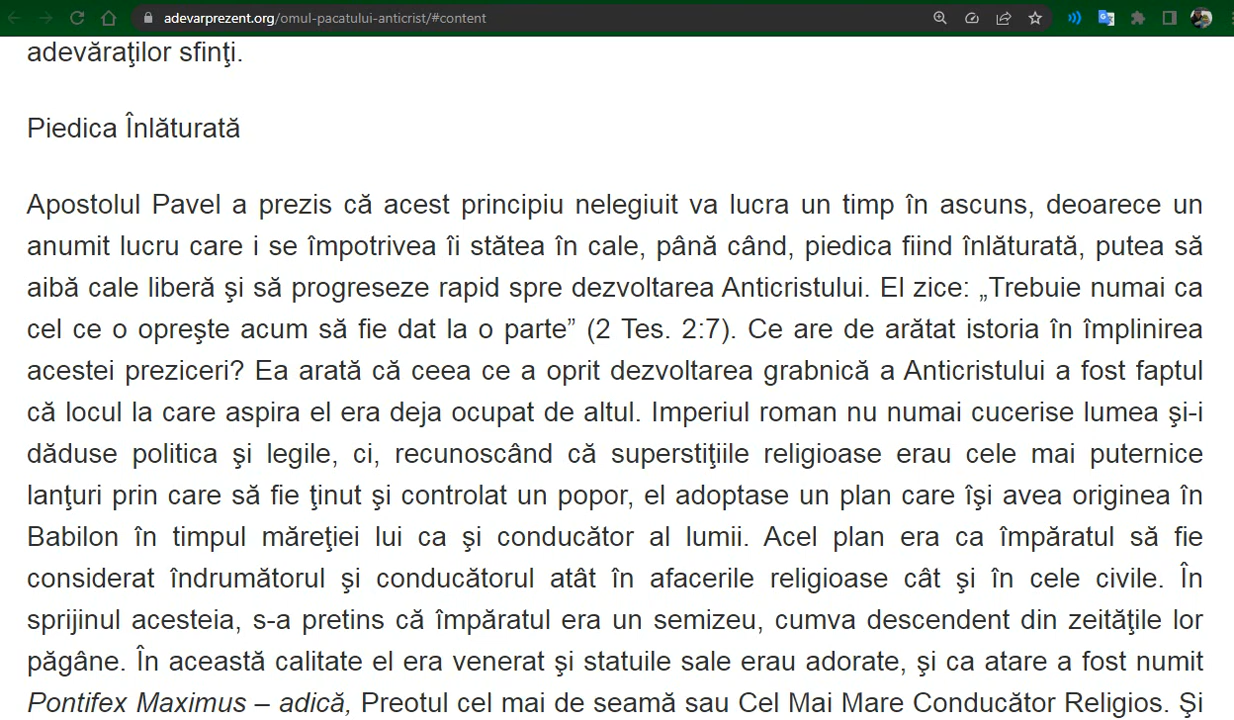 adevarprezent.org/omul-pacatului-anticrist/#content
adevăraţilor sfinţi.
Piedica Înlăturată
Apostolul Pavel a prezis că acest principiu nelegiuit va lucra un timp în ascuns, deoarece un
anumit lucru care i se împotrivea îi stătea în cale, până când, piedica fiind înlăturată, putea să
aibă cale liberă şi să progreseze rapid spre dezvoltarea Anticristului. El zice: „Trebuie numai ca
cel ce o opreşte acum să fie dat la o parte” (2 Tes. 2:7). Ce are de arătat istoria în împlinirea
acestei preziceri? Ea arată că ceea ce a oprit dezvoltarea grabnică a Anticristului a fost faptul
că locul la care aspira el era deja ocupat de altul. Imperiul roman nu numai cucerise lumea şi-i
dăduse politica şi legile, ci, recunoscând că superstiţiile religioase erau cele mai puternice
lanţuri prin care să fie ţinut şi controlat un popor, el adoptase un plan care îşi avea originea în
Babilon în timpul măreţiei lui ca şi conducător al lumii. Acel plan era ca împăratul să fie
considerat îndrumătorul şi conducătorul atât în afacerile religioase cât şi în cele civile. În
sprijinul acesteia, s-a pretins că împăratul era un semizeu, cumva descendent din zeităţile lor
păgâne. În această calitate el era venerat şi statuile sale erau adorate, şi ca atare a fost numit
Pontifex Maximus – adică, Preotul cel mai de seamă sau Cel Mai Mare Conducător Religios. Şi